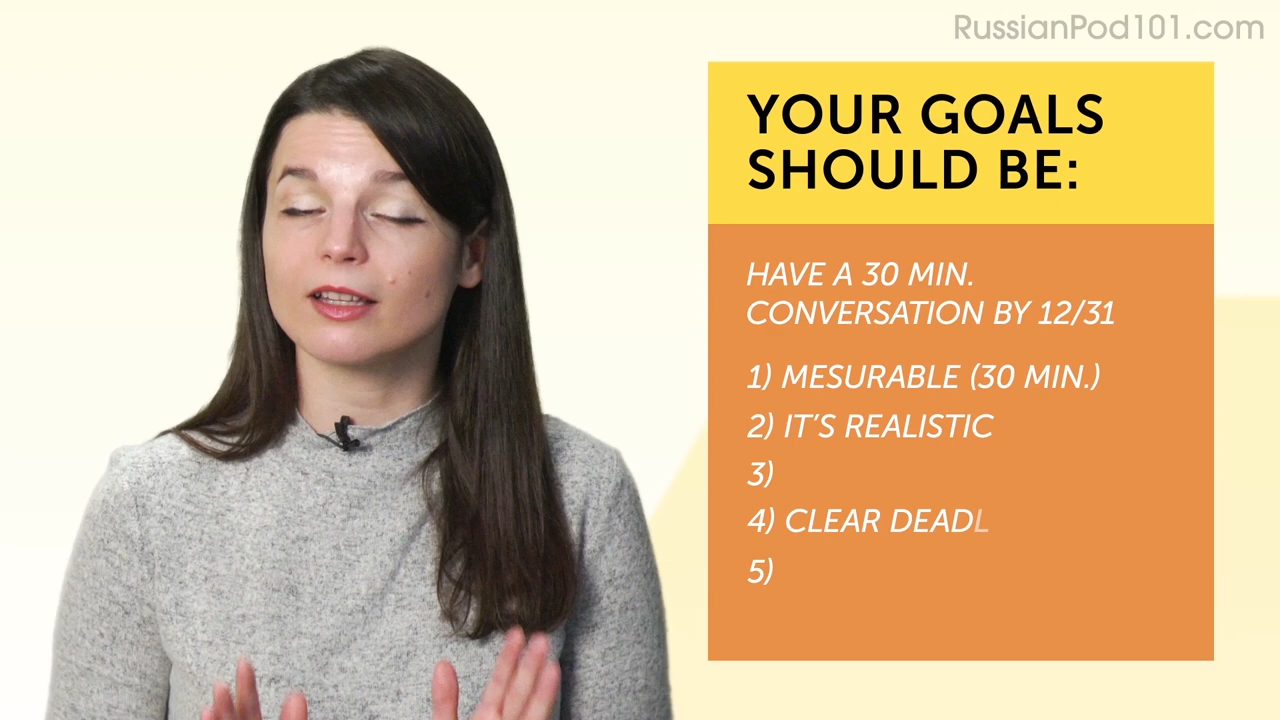 RussianPod101.com
YOUR GOALS
SHOULD BE:
HAVE A 30 MIN.
CONVERSATION BY 12/31
1) MESURABLE (30 MIN.)
2) IT'S REALISTIC
3)
4) CLEAR DEADL
5)